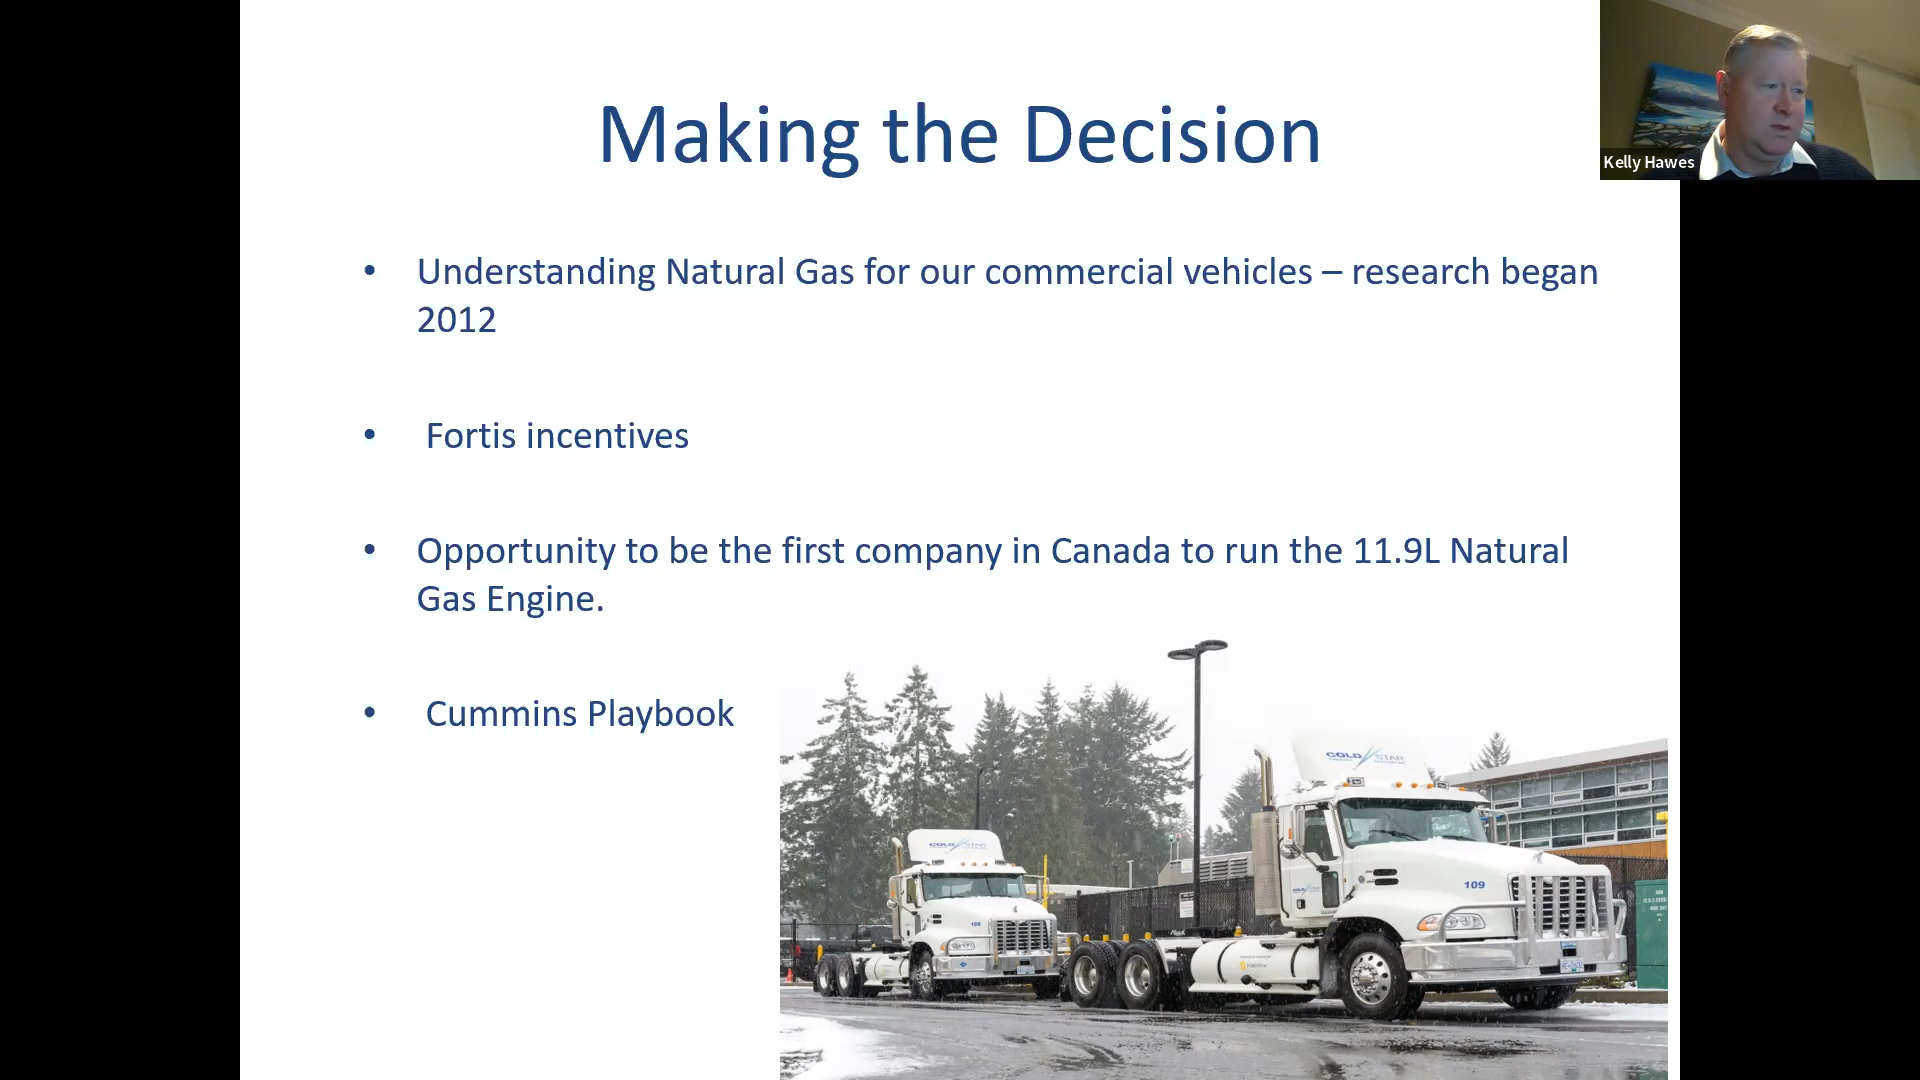 Making the Decision
Kelly Hawes
• Understanding Natural Gas for our commercial vehicles – research began
2012
• Fortis incentives
• Opportunity to be the first company in Canada to run the 11.9L Natural
Gas Engine.
• Cummins Playbook
COLD STAR
COLD STAR
109